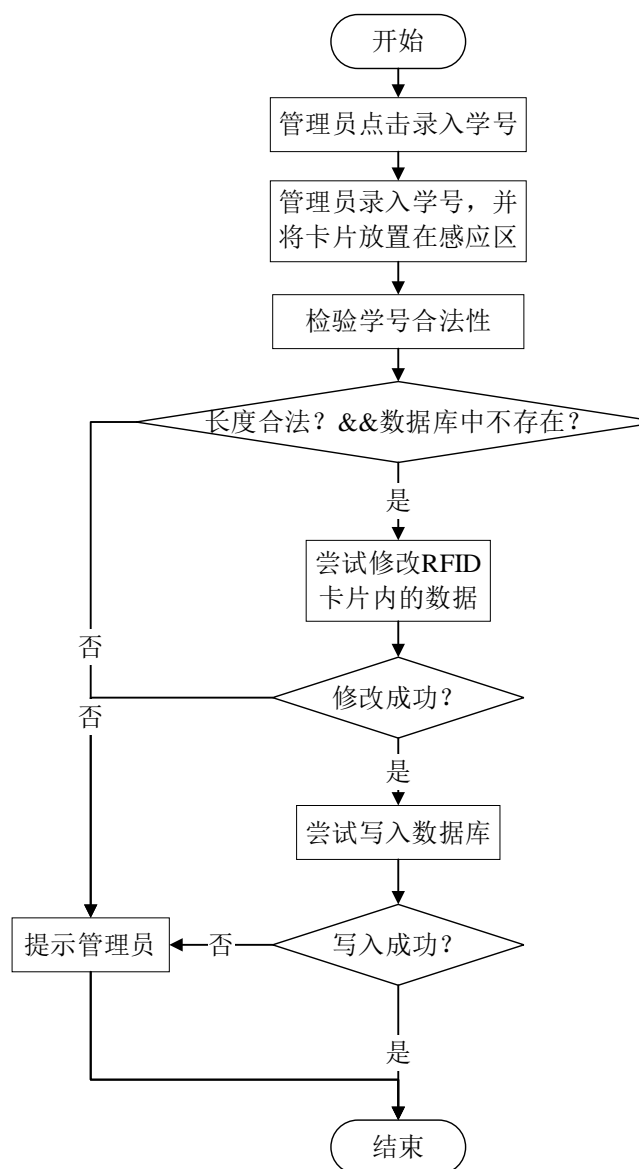 开始
管理员点击录入学号
管理员录入学号，并
将卡片放置在感应区
检验学号合法性
长度合法？&&数据库中不存在？
是
尝试修改RFID
卡片内的数据
否
修改成功？
否
是
尝试写入数据库
提示管理员
否
写入成功？
是
结束